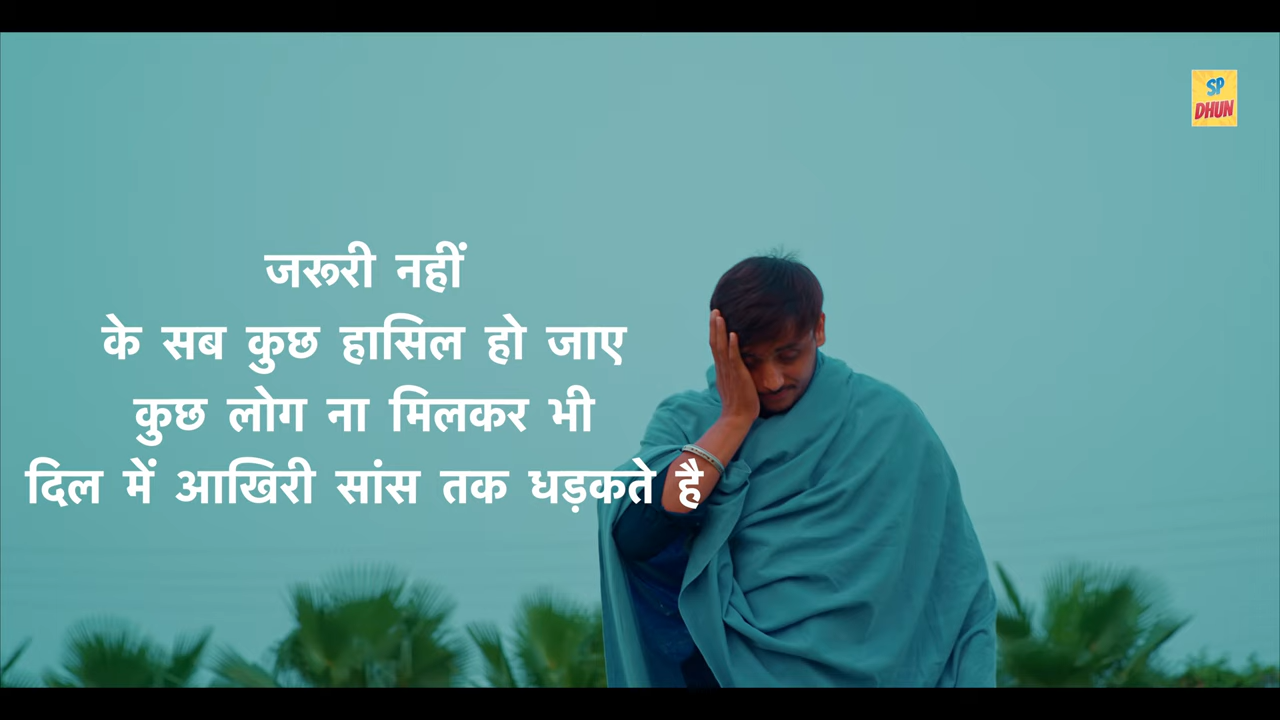 SP
DHUN
जरूरी नहीं
के सब कुछ हासिल हो जाए
कुछ लोग ना मिलकर भी
दिल में आखिरी सांस तक धड़कते है